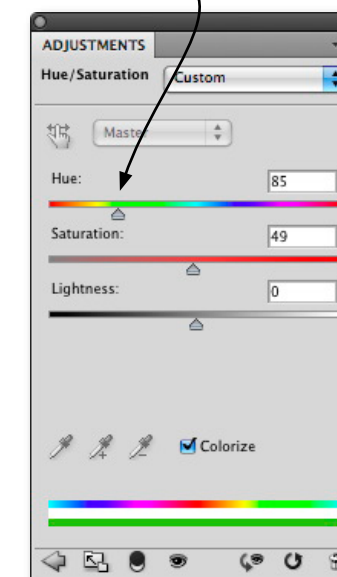 ADJUSTMENTS
Hue/Saturation Custom
Master
Hue: 85
Saturation: 49
Lightness: 0
Colorize